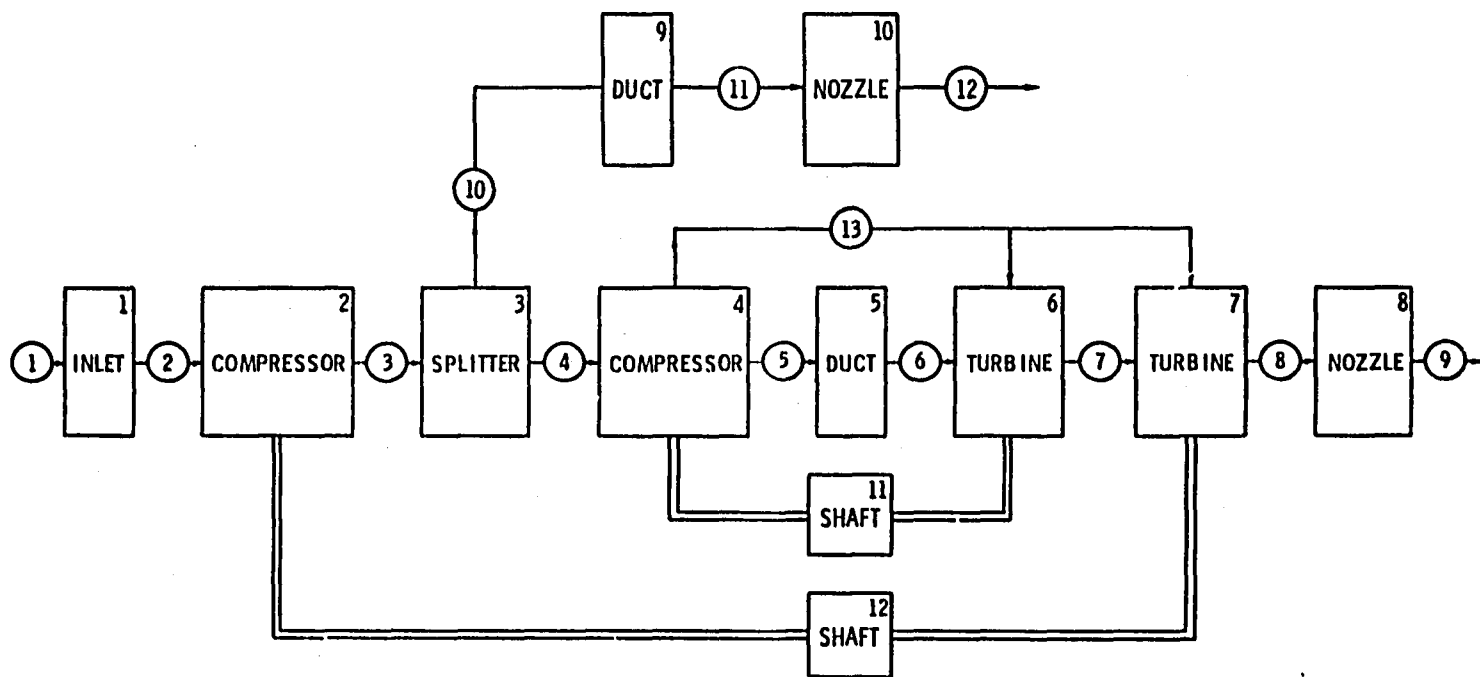 9
DUCT
11
10
NOZZLE
12
10
13
1
1
INLET
2
2
COMPRESSOR
3
3
SPLITTER
4
4
COMPRESSOR
5
5
DUCT
6
6
TURBINE
7
7
TURBINE
8
8
NOZZLE
9
11
SHAFT
12
SHAFT